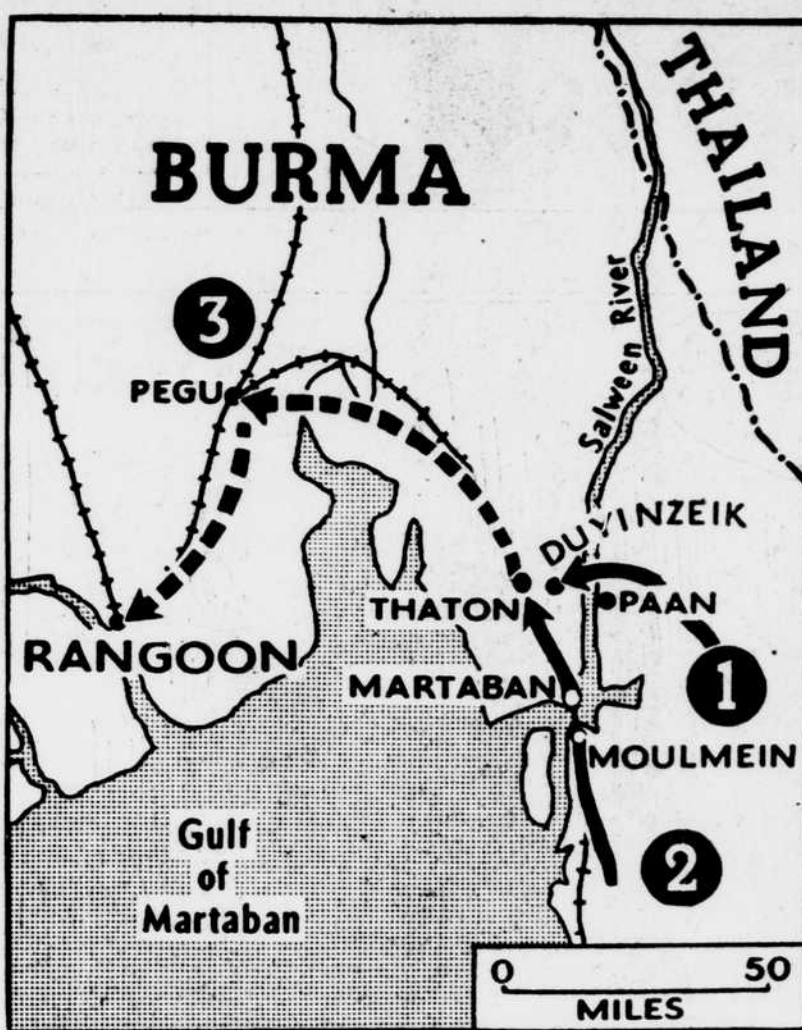 THAILAND
BURMA
Salween River
3
PEGU
DUYINZEIK
THATON
PAAN
RANGOON
MARTABAN
1
MOULMEIN
Gulf
of
Martaban
2
0 50
MILES